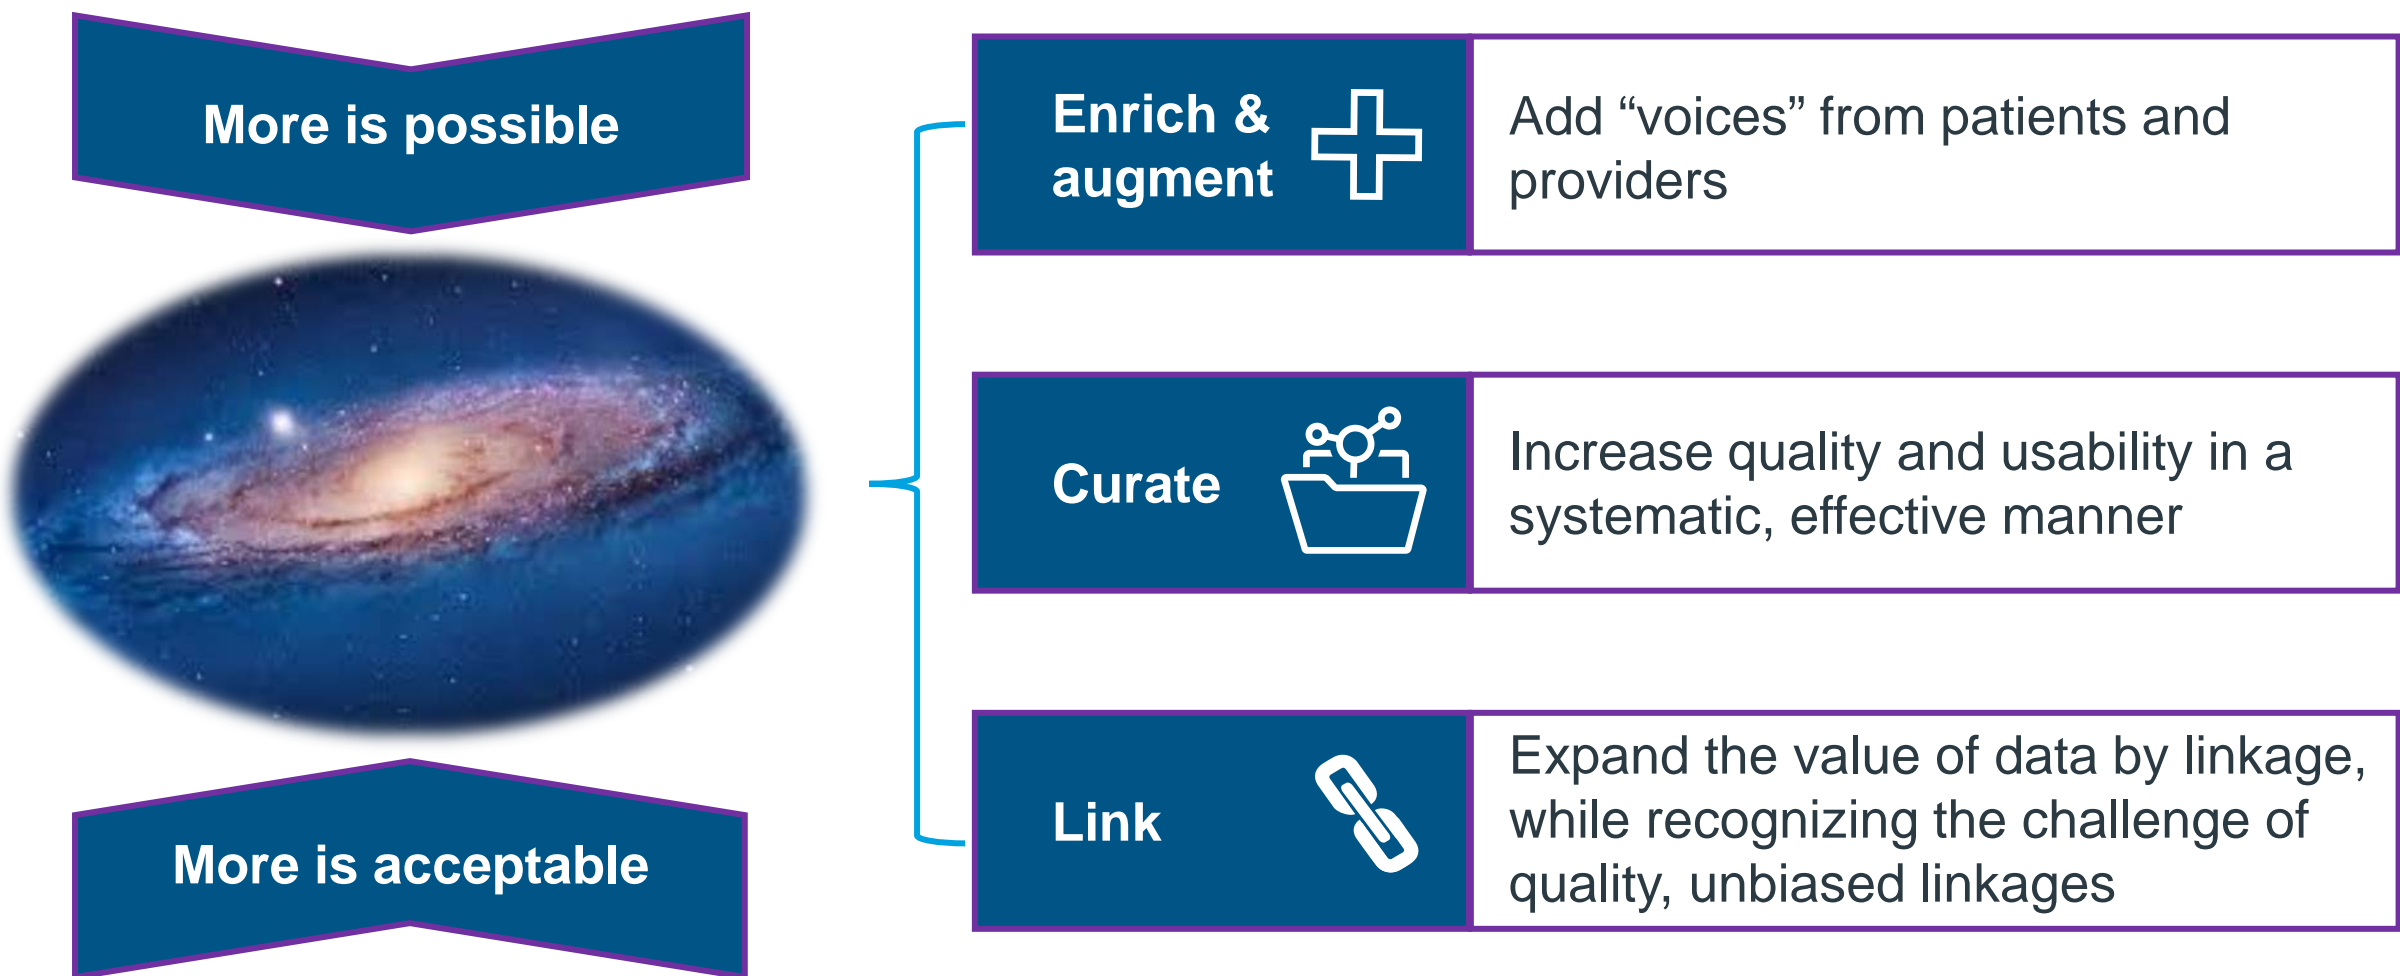 More is possible
More is acceptable
Enrich &
augment
Add “voices” from patients and
providers
Curate
Increase quality and usability in a
systematic, effective manner
Link
Expand the value of data by linkage,
while recognizing the challenge of
quality, unbiased linkages